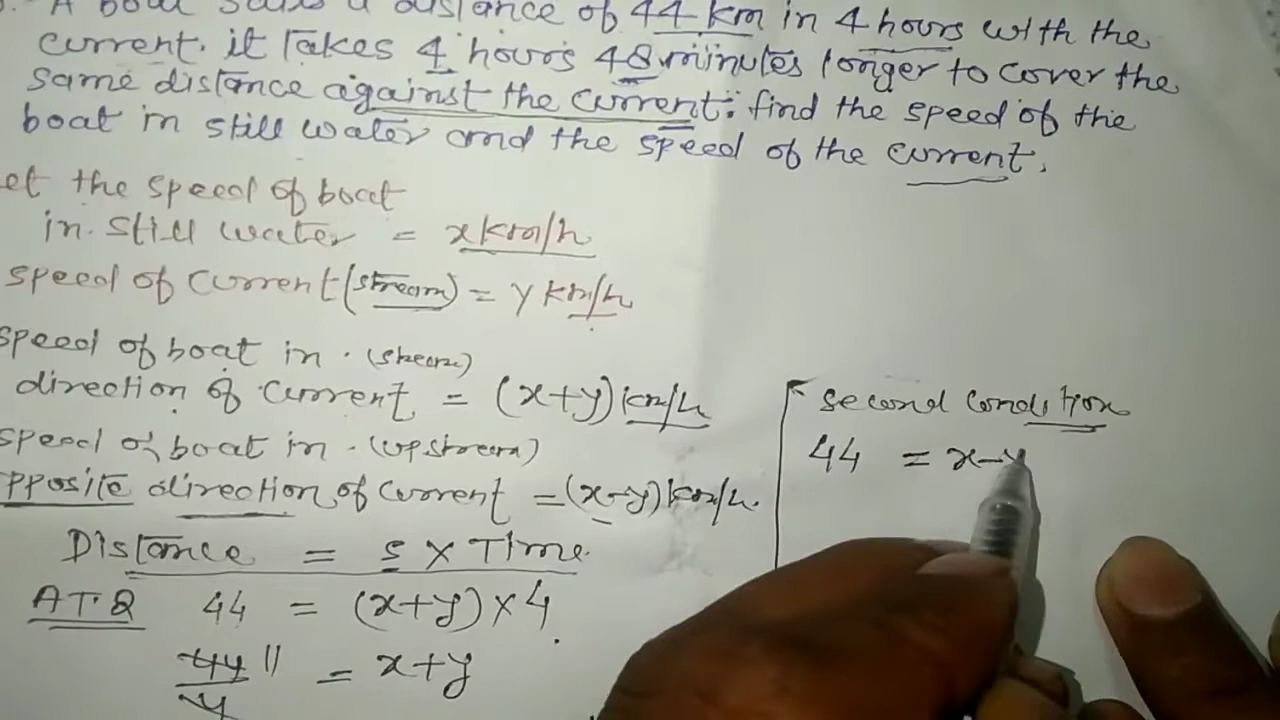 A boat sails a distance of 44 km in 4 hours with the
current. it takes 4 hours 48 minutes longer to cover the
same distance against the current. find the speed of the
boat in still water and the speed of the current.
et the speed of boat
in still water = x km/h
speed of current (stream) = y km/h
speed of boat in (stream)
direction of current = (x+y) km/h
speed of boat in (upstream)
pposite direction of current = (x-y) km/h.
Distance = S × Time
A.T.Q 44 = (x+y)×4
44 11 = x+y
4
second condition
44 = x-y